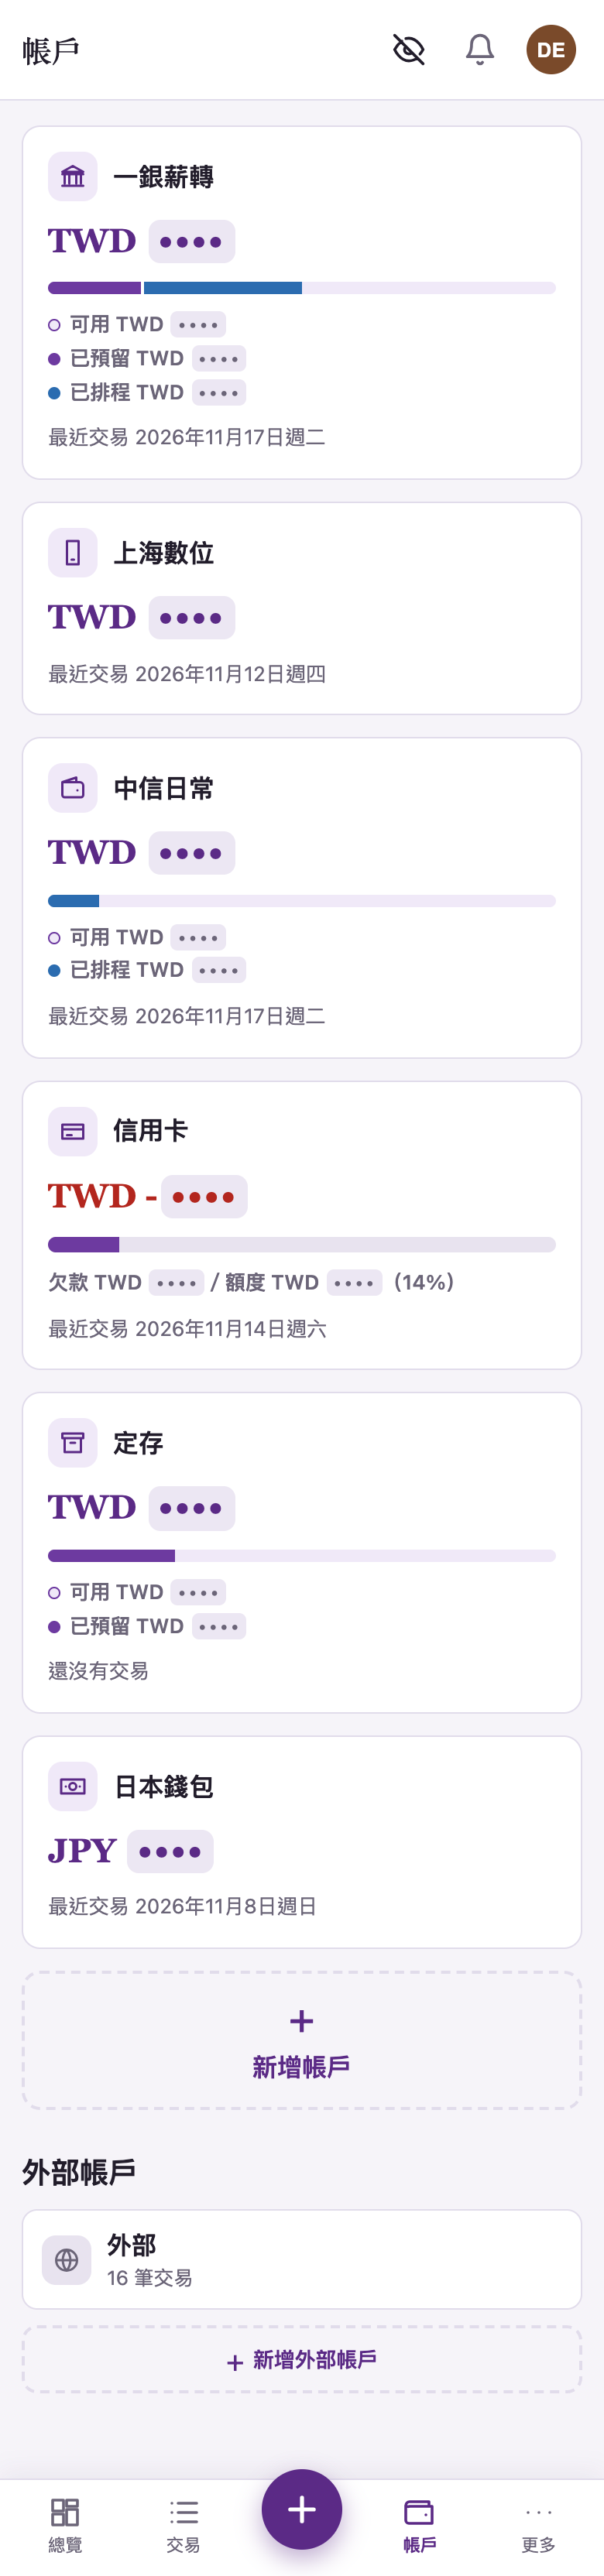 帳戶
DE
一銀薪轉
TWD ••••
可用 TWD ••••
已預留 TWD ••••
已排程 TWD ••••
最近交易 2026年11月17日週二
上海數位
TWD ••••
最近交易 2026年11月12日週四
中信日常
TWD ••••
可用 TWD ••••
已排程 TWD ••••
最近交易 2026年11月17日週二
信用卡
TWD -••••
欠款 TWD •••• / 額度 TWD •••• (14%)
最近交易 2026年11月14日週六
定存
TWD ••••
可用 TWD ••••
已預留 TWD ••••
還沒有交易
日本錢包
JPY ••••
最近交易 2026年11月8日週日
+
新增帳戶
外部帳戶
外部
16 筆交易
+ 新增外部帳戶
總覽 交易 帳戶 更多